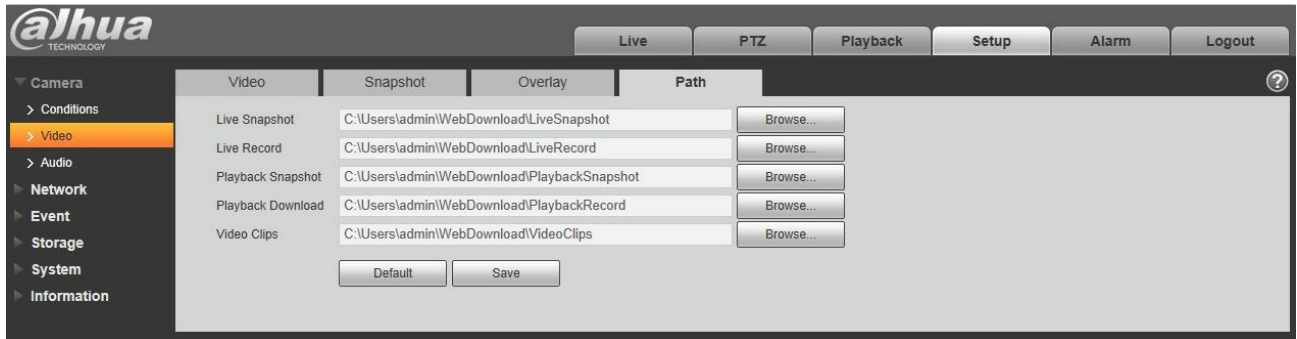 alhua
TECHNOLOGY
Live PTZ Playback Setup Alarm Logout
Camera
> Conditions
> Video
> Audio
Network
Event
Storage
System
Information
Video Snapshot Overlay Path ?
Live Snapshot C:\Users\admin\WebDownload\LiveSnapshot Browse...
Live Record C:\Users\admin\WebDownload\LiveRecord Browse...
Playback Snapshot C:\Users\admin\WebDownload\PlaybackSnapshot Browse...
Playback Download C:\Users\admin\WebDownload\PlaybackRecord Browse...
Video Clips C:\Users\admin\WebDownload\VideoClips Browse...
Default Save